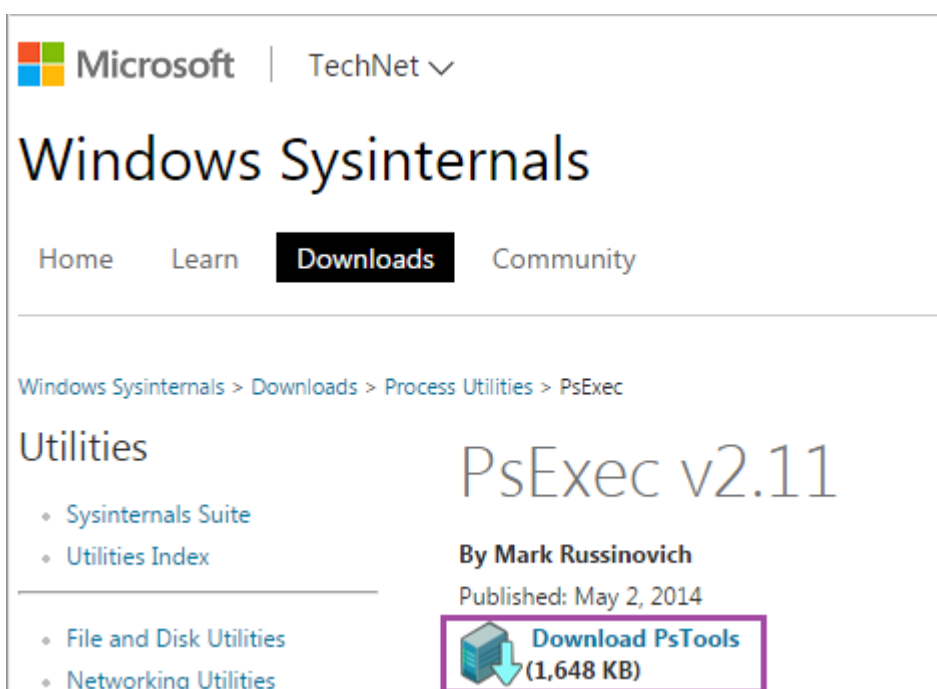 Microsoft | TechNet
Windows Sysinternals
Home Learn Downloads Community
Windows Sysinternals > Downloads > Process Utilities > PsExec
Utilities
Sysinternals Suite
Utilities Index
File and Disk Utilities
Networking Utilities
PsExec v2.11
By Mark Russinovich
Published: May 2, 2014
Download PsTools
(1,648 KB)